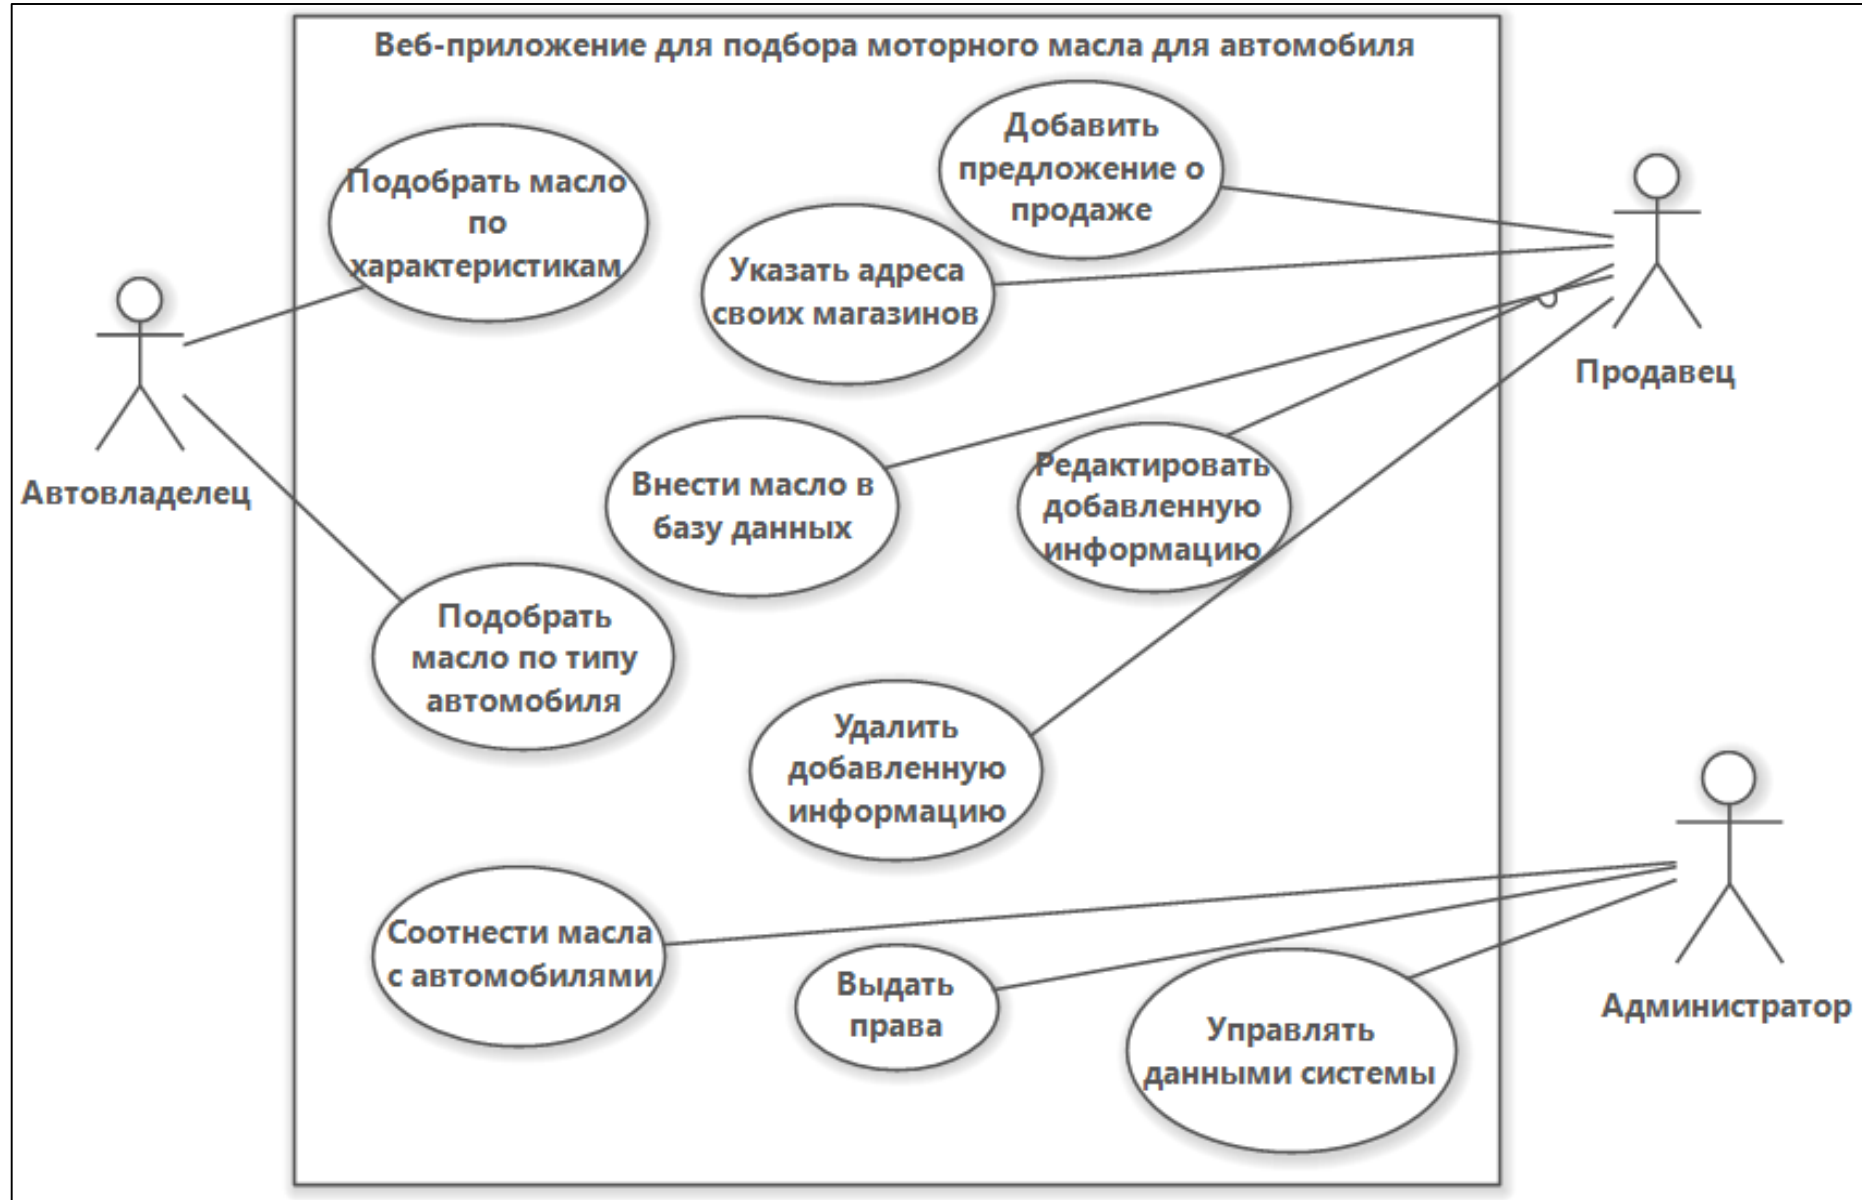 Веб-приложение для подбора моторного масла для автомобиля
Добавить
предложение о
продаже
Подобрать масло
по
характеристикам
Указать адреса
своих магазинов
Продавец
Автовладелец
Внести масло в
базу данных
Редактировать
добавленную
информацию
Подобрать
масло по типу
автомобиля
Удалить
добавленную
информацию
Соотнести масла
с автомобилями
Выдать
права
Управлять
данными системы
Администратор